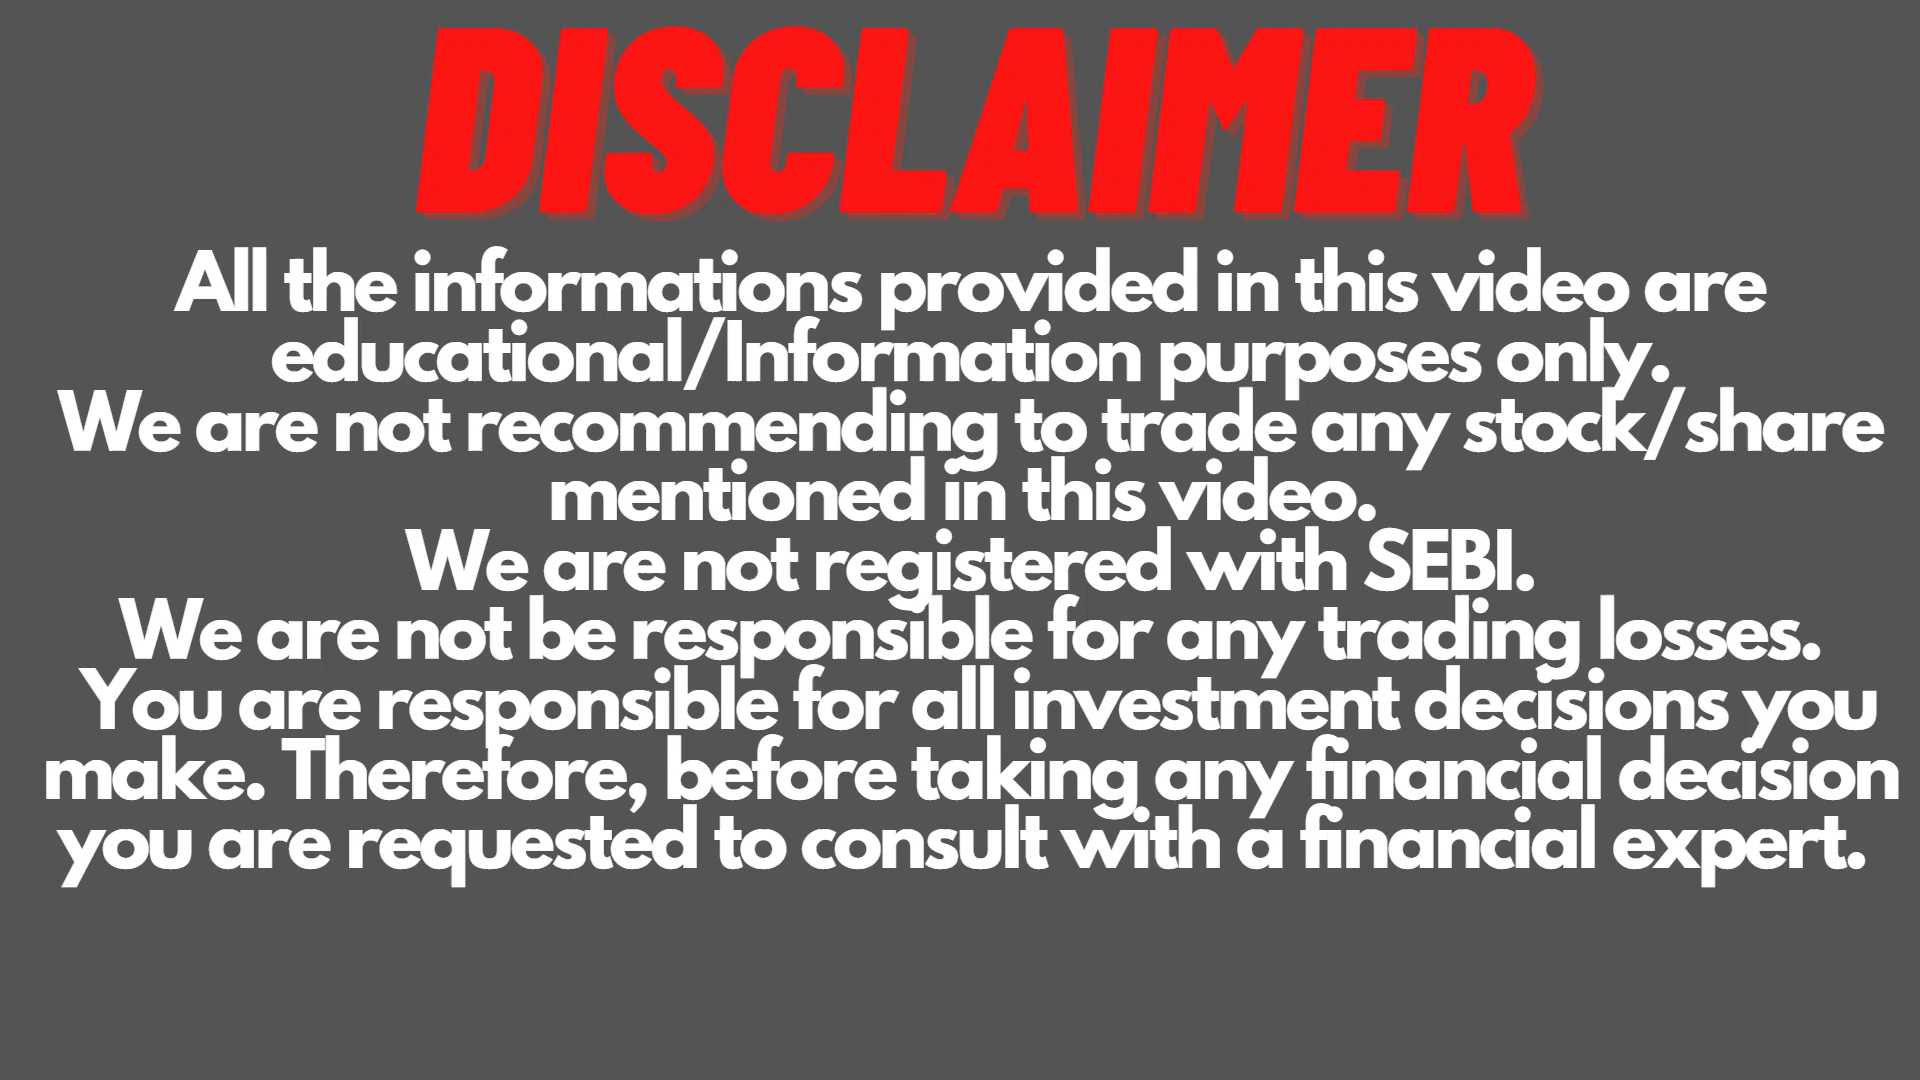 DISCLAIMER
All the informations provided in this video are
educational/Information purposes only.
We are not recommending to trade any stock/share
mentioned in this video.
We are not registered with SEBI.
We are not be responsible for any trading losses.
You are responsible for all investment decisions you
make. Therefore, before taking any financial decision
you are requested to consult with a financial expert.